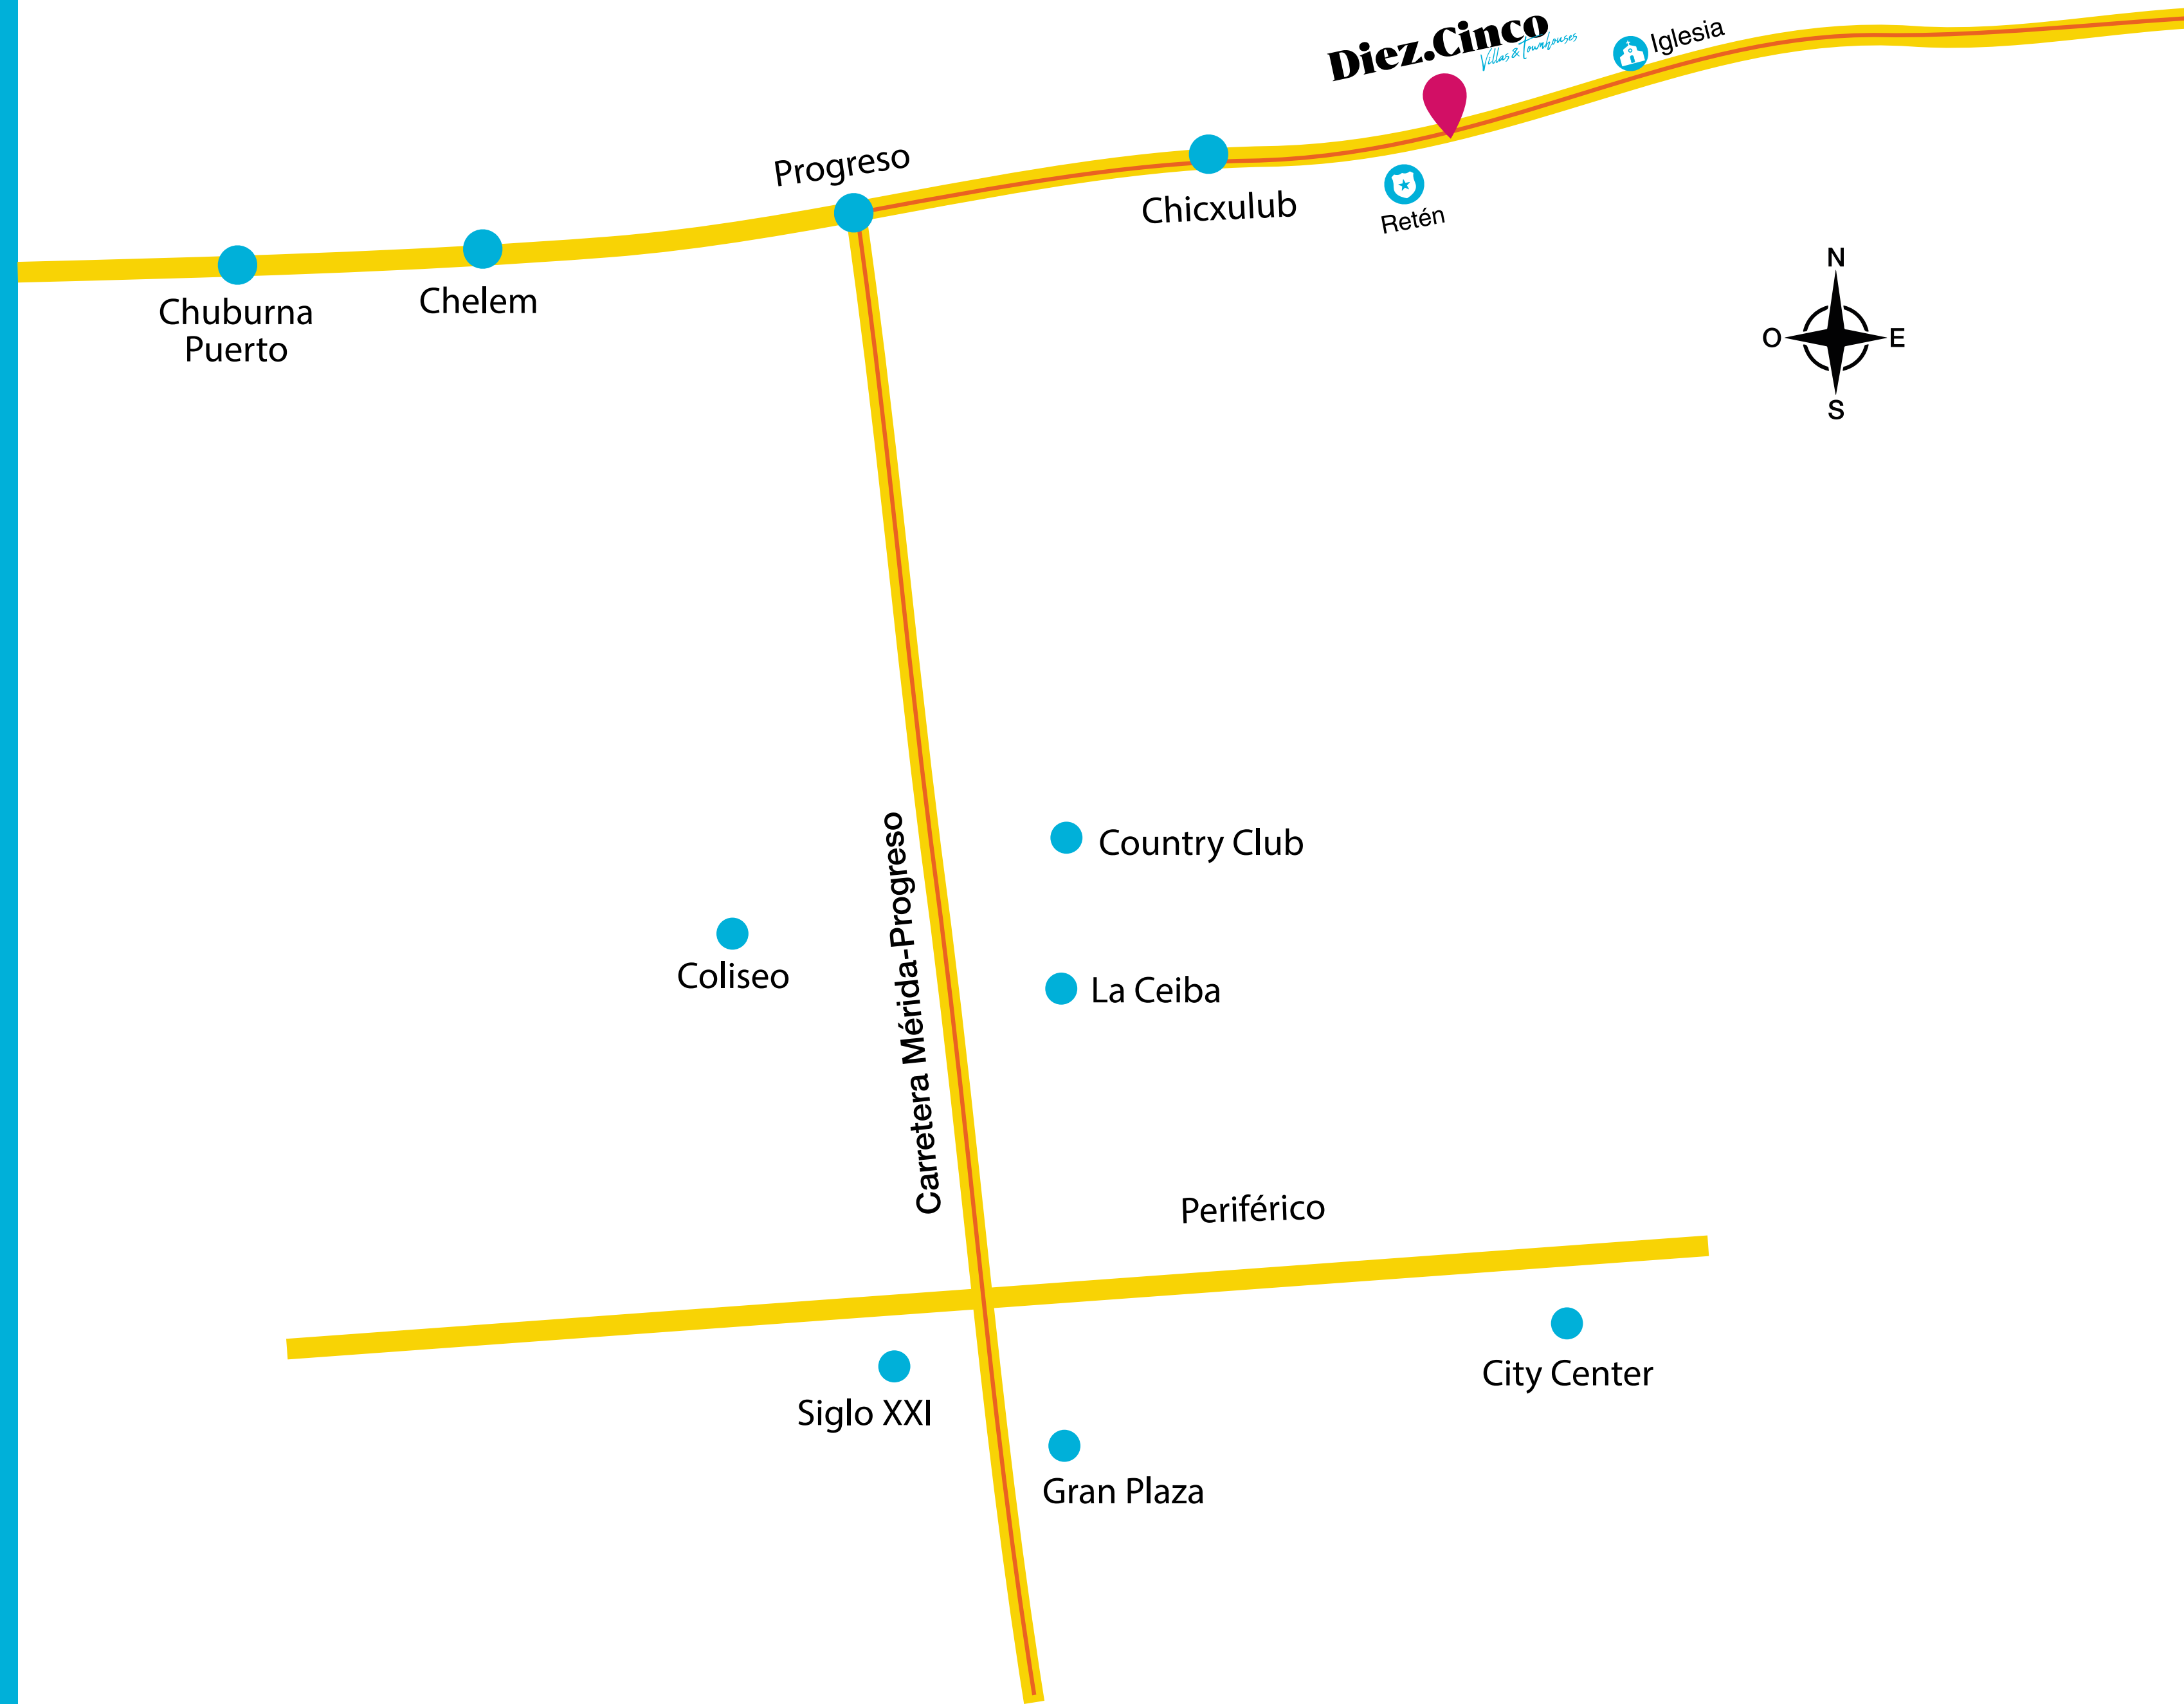 Diez.Cinco
Villas & Townhouses
Iglesia
Progreso
Chicxulub
Retén
Chelem
Chuburna
Puerto
N
O
E
S
Carretera Mérida-Progreso
Country Club
Coliseo
La Ceiba
Periférico
City Center
Siglo XXI
Gran Plaza